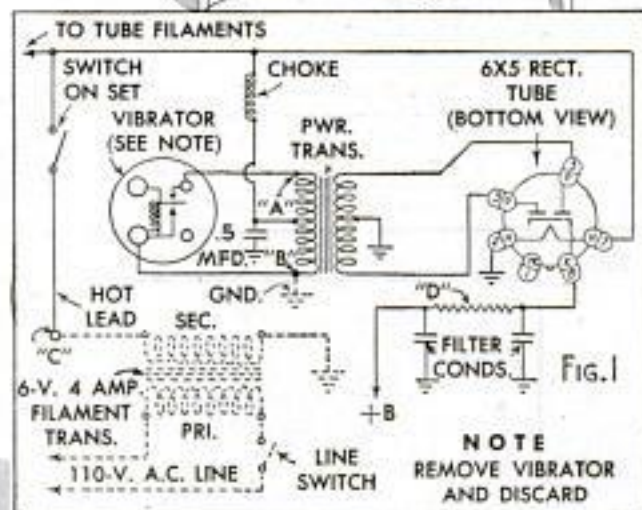 TO TUBE FILAMENTS
SWITCH
ON SET
CHOKE
6X5 RECT.
TUBE
(BOTTOM VIEW)
VIBRATOR
(SEE NOTE)
PWR.
TRANS.
"A"
.5
MFD.
"B"
GND.
HOT
LEAD
"C"
SEC.
"D"
6-V. 4 AMP.
FILAMENT
TRANS.
PRI.
FILTER
CONDS.
FIG.1
+B
110-V. A.C. LINE
LINE
SWITCH
NOTE
REMOVE VIBRATOR
AND DISCARD